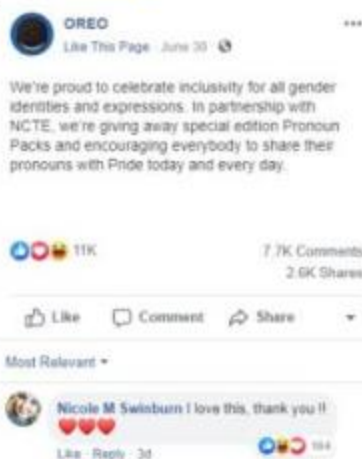 OREO
Like This Page · June 30
We're proud to celebrate inclusivity for all gender
identities and expressions. In partnership with
NCTE, we're giving away special edition Pronoun
Packs and encouraging everybody to share their
pronouns with Pride today and every day.
11K
7.7K Comments
2.6K Shares
Like Comment Share
Most Relevant
Nicole M Swinburn I love this, thank you !!
Like · Reply · 3d
184